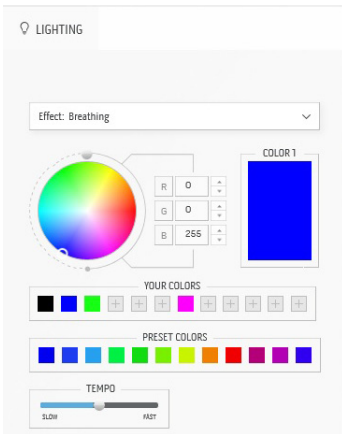 LIGHTING
Effect: Breathing
COLOR 1
R 0
G 0
B 255
YOUR COLORS
PRESET COLORS
TEMPO
SLOW FAST